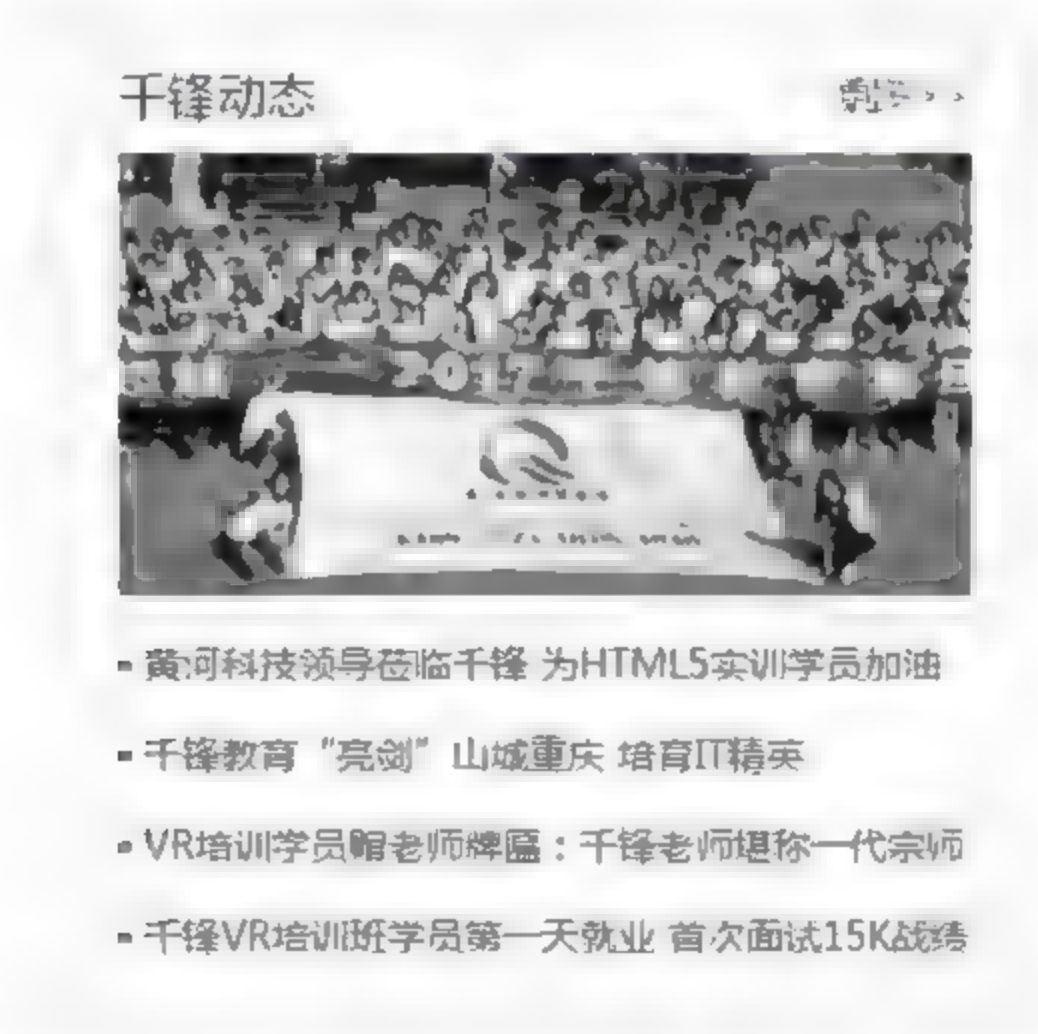 千锋动态
黄河科技领导莅临千锋 为HTML5实训学员加油
千锋教育“亮剑”山城重庆 培育IT精英
VR培训学员赠老师牌匾：千锋老师堪称一代宗师
千锋VR培训班学员第一天就业 首次面试15K战绩